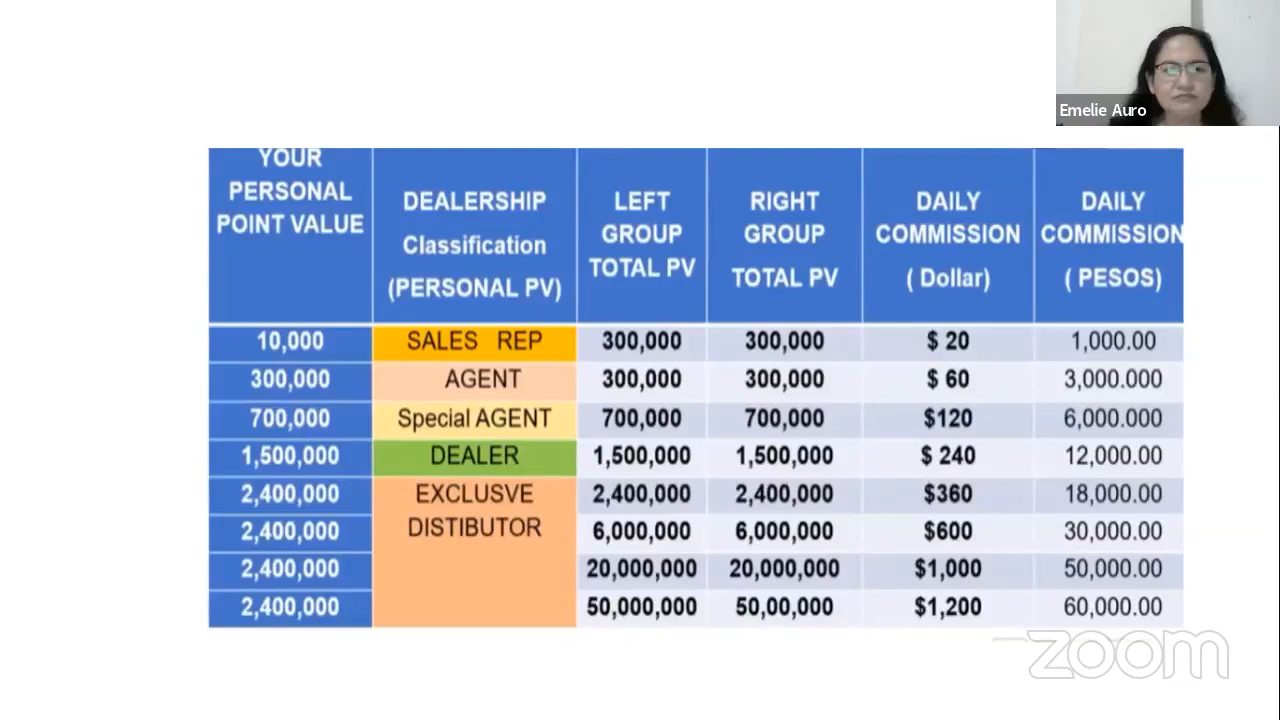 Emelie Auro
YOUR PERSONAL POINT VALUE
DEALERSHIP Classification (PERSONAL PV)
LEFT GROUP TOTAL PV
RIGHT GROUP TOTAL PV
DAILY COMMISSION ( Dollar)
DAILY COMMISSION ( PESOS)
10,000 SALES REP 300,000 300,000 $ 20 1,000.00
300,000 AGENT 300,000 300,000 $ 60 3,000.000
700,000 Special AGENT 700,000 700,000 $120 6,000.000
1,500,000 DEALER 1,500,000 1,500,000 $ 240 12,000.00
2,400,000 EXCLUSVE 2,400,000 2,400,000 $360 18,000.00
2,400,000 DISTIBUTOR 6,000,000 6,000,000 $600 30,000.00
2,400,000 20,000,000 20,000,000 $1,000 50,000.00
2,400,000 50,000,000 50,00,000 $1,200 60,000.00
zoom